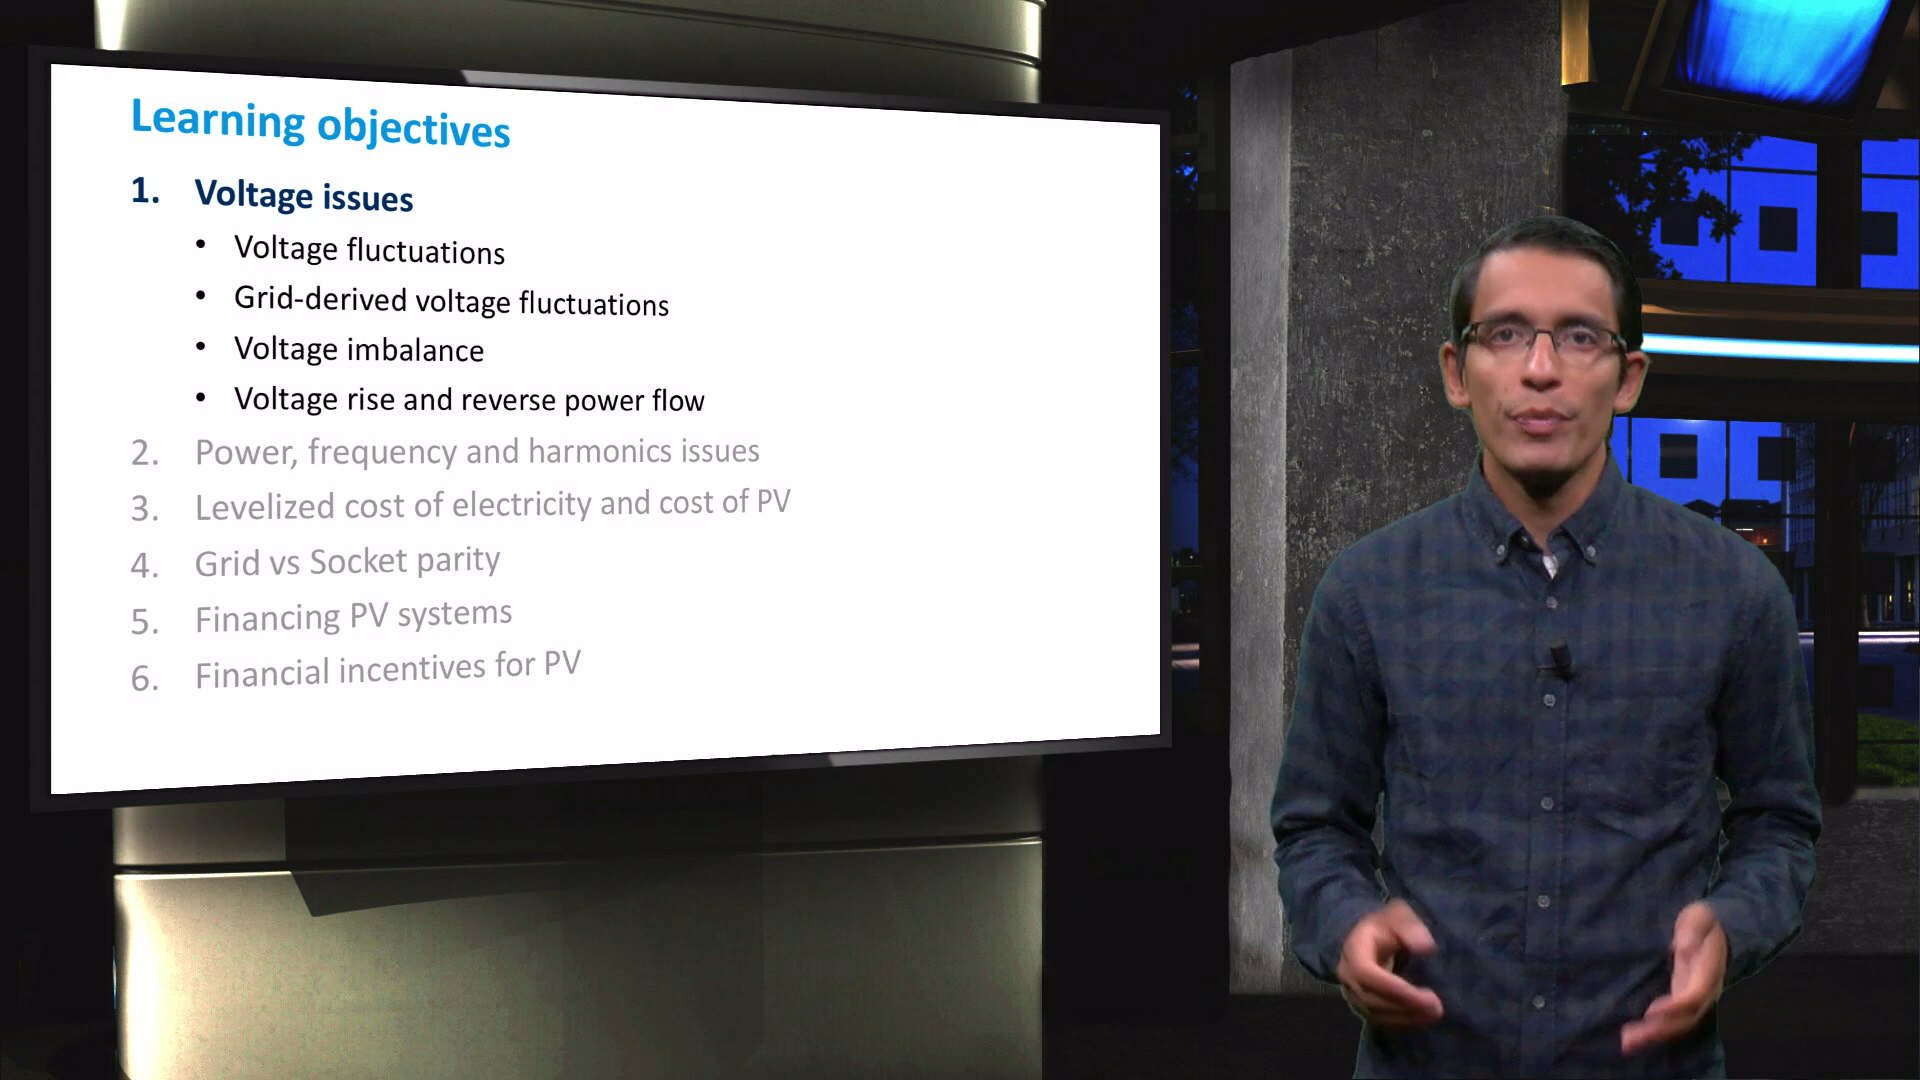 Learning objectives
1. Voltage issues
• Voltage fluctuations
• Grid-derived voltage fluctuations
• Voltage imbalance
• Voltage rise and reverse power flow
2. Power, frequency and harmonics issues
3. Levelized cost of electricity and cost of PV
4. Grid vs Socket parity
5. Financing PV systems
6. Financial incentives for PV